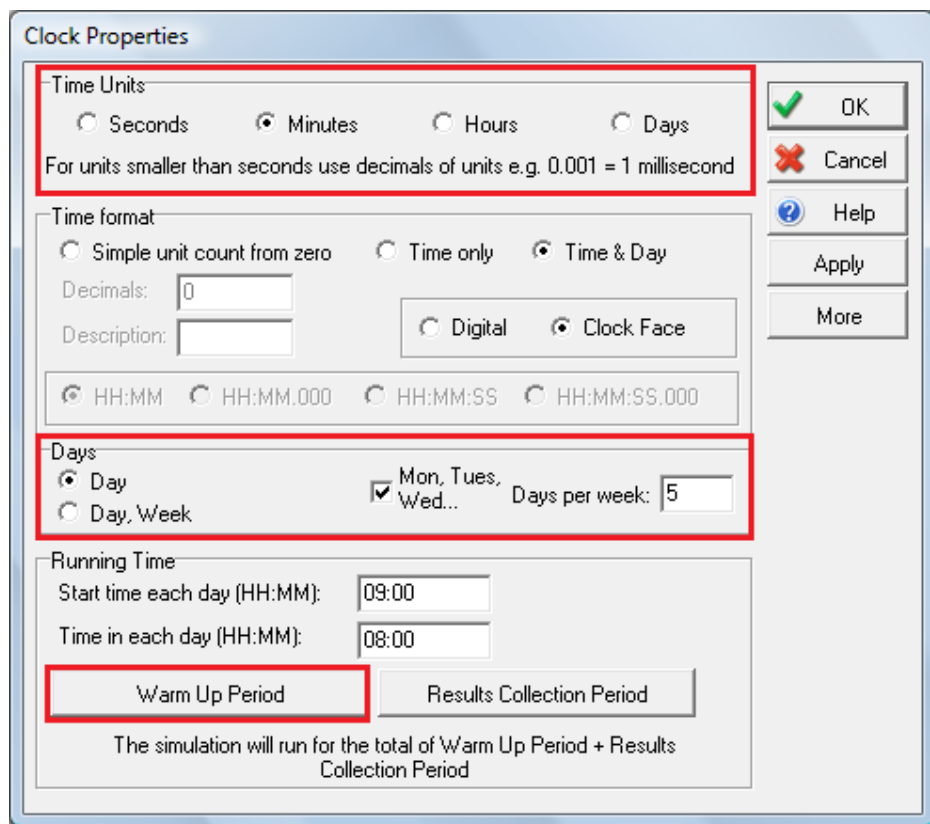 Clock Properties
Time Units
Seconds Minutes Hours Days
For units smaller than seconds use decimals of units e.g. 0.001 = 1 millisecond
OK
Cancel
Help
Apply
More
Time format
Simple unit count from zero Time only Time & Day
Decimals: 0
Description:
Digital Clock Face
HH:MM HH:MM.000 HH:MM:SS HH:MM:SS.000
Days
Day
Day, Week
Mon, Tues,
Wed...
Days per week: 5
Running Time
Start time each day (HH:MM): 09:00
Time in each day (HH:MM): 08:00
Warm Up Period Results Collection Period
The simulation will run for the total of Warm Up Period + Results
Collection Period